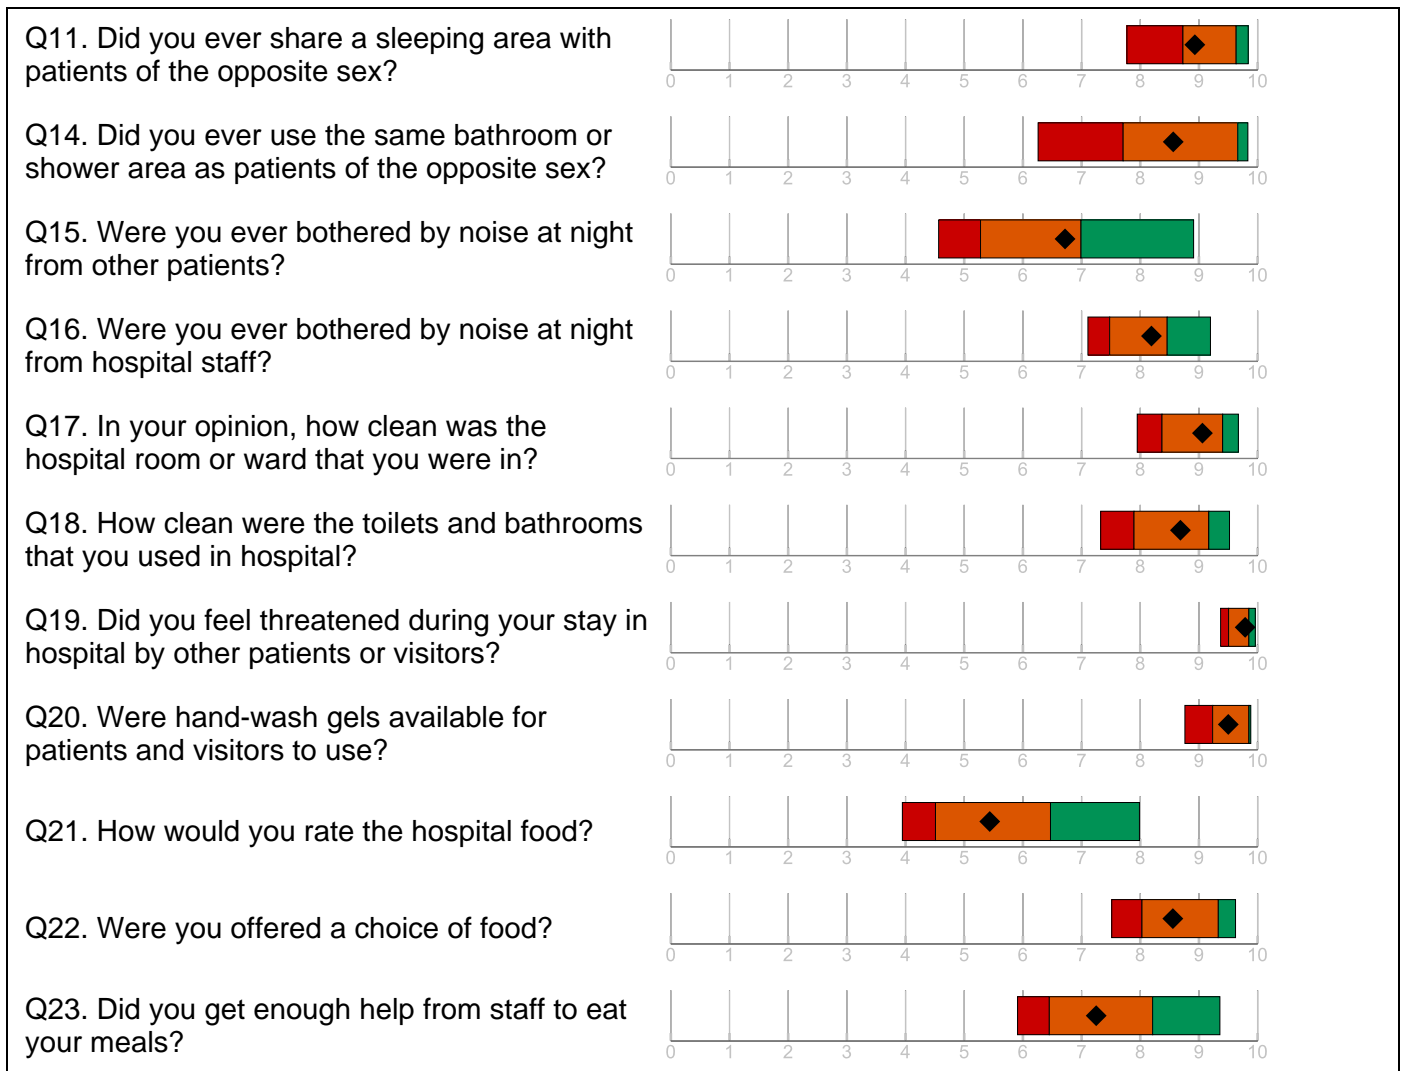 Q11. Did you ever share a sleeping area with
patients of the opposite sex?
0 1 2 3 4 5 6 7 8 9 10
Q14. Did you ever use the same bathroom or
shower area as patients of the opposite sex?
0 1 2 3 4 5 6 7 8 9 10
Q15. Were you ever bothered by noise at night
from other patients?
0 1 2 3 4 5 6 7 8 9 10
Q16. Were you ever bothered by noise at night
from hospital staff?
0 1 2 3 4 5 6 7 8 9 10
Q17. In your opinion, how clean was the
hospital room or ward that you were in?
0 1 2 3 4 5 6 7 8 9 10
Q18. How clean were the toilets and bathrooms
that you used in hospital?
0 1 2 3 4 5 6 7 8 9 10
Q19. Did you feel threatened during your stay in
hospital by other patients or visitors?
0 1 2 3 4 5 6 7 8 9 10
Q20. Were hand-wash gels available for
patients and visitors to use?
0 1 2 3 4 5 6 7 8 9 10
Q21. How would you rate the hospital food?
0 1 2 3 4 5 6 7 8 9 10
Q22. Were you offered a choice of food?
0 1 2 3 4 5 6 7 8 9 10
Q23. Did you get enough help from staff to eat
your meals?
0 1 2 3 4 5 6 7 8 9 10